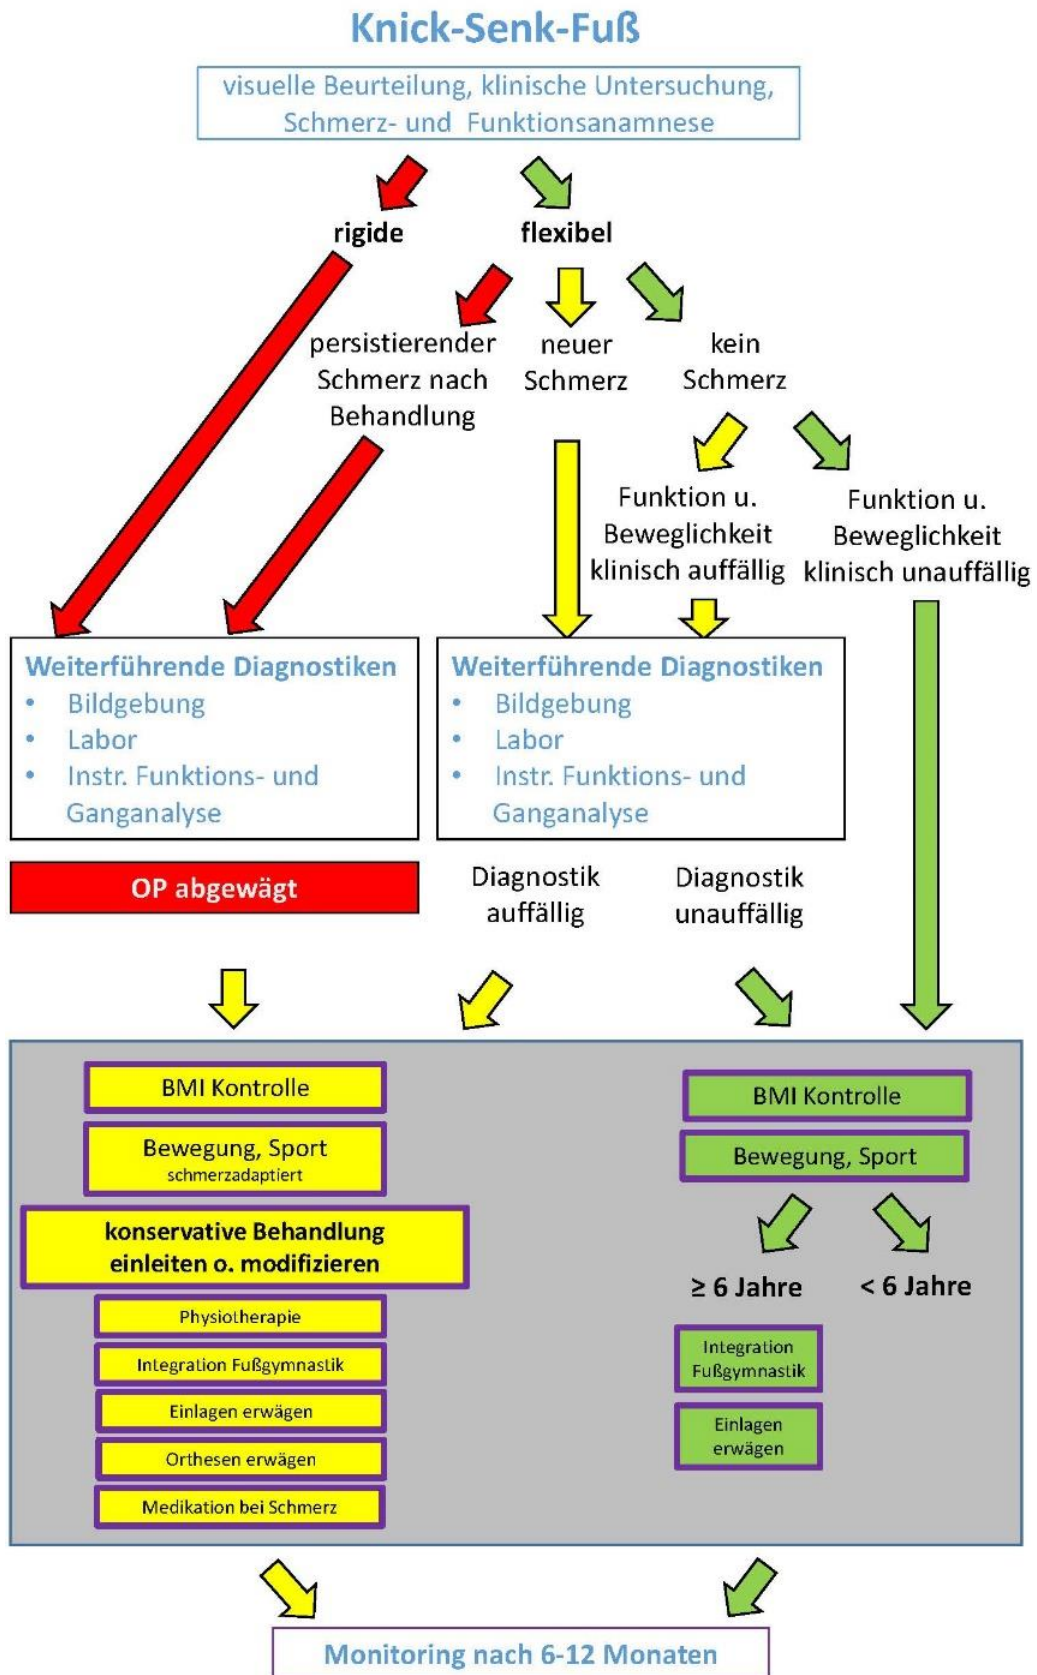 Knick-Senk-Fuß
visuelle Beurteilung, klinische Untersuchung,
Schmerz- und Funktionsanamnese
rigide
flexibel
persistierender
Schmerz nach
Behandlung
neuer
Schmerz
kein
Schmerz
Funktion u.
Beweglichkeit
klinisch auffällig
Funktion u.
Beweglichkeit
klinisch unauffällig
Weiterführende Diagnostiken
• Bildgebung
• Labor
• Instr. Funktions- und
Ganganalyse
Weiterführende Diagnostiken
• Bildgebung
• Labor
• Instr. Funktions- und
Ganganalyse
OP abgewägt
Diagnostik
auffällig
Diagnostik
unauffällig
BMI Kontrolle
Bewegung, Sport
schmerzadaptiert
konservative Behandlung
einleiten o. modifizieren
Physiotherapie
Integration Fußgymnastik
Einlagen erwägen
Orthesen erwägen
Medikation bei Schmerz
BMI Kontrolle
Bewegung, Sport
≥ 6 Jahre
< 6 Jahre
Integration
Fußgymnastik
Einlagen
erwägen
Monitoring nach 6-12 Monaten